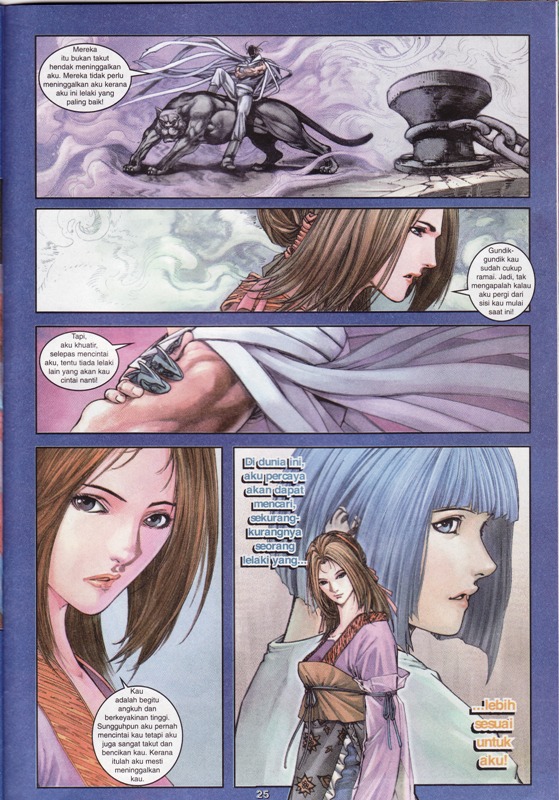 Mereka
itu bukan takut
hendak meninggalkan
aku. Mereka tidak perlu
meninggalkan aku kerana
aku ini lelaki yang
paling baik!
Gundik-
gundik kau
sudah cukup
ramai. Jadi, tak
mengapalah kalau
aku pergi dari
sisi kau mulai
saat ini!
Tapi,
aku khuatir,
selepas mencintai
aku, tentu tiada lelaki
lain yang akan kau
cintai nanti!
Kau
adalah begitu
angkuh dan
berkeyakinan tinggi.
Sungguhpun aku pernah
mencintai kau tetapi aku
juga sangat takut dan
bencikan kau. Kerana
itulah aku mesti
meninggalkan
kau.
Di dunia ini,
aku percaya
akan dapat
mencari,
sekurang-
kurangnya
seorang
lelaki yang...
...lebih
sesuai
untuk
aku!
25